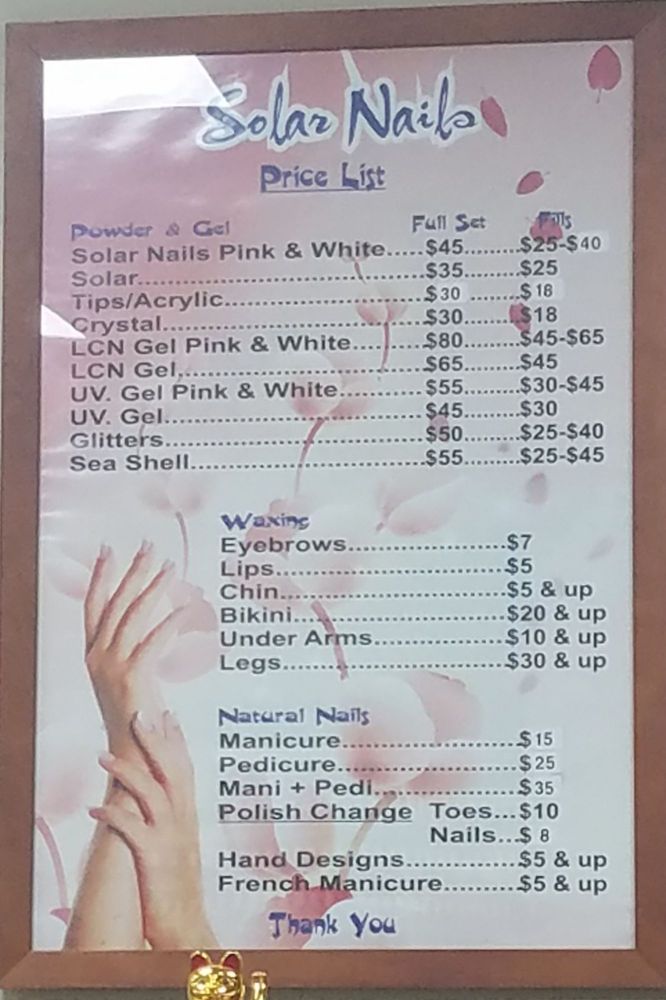 Solar Nails
Price List
Powder & Gel Full Set Fills
Solar Nails Pink & White.....$45.........$25-$40
Solar.......................................$35.........$25
Tips/Acrylic...........................$30 .........$18
Crystal...................................$30.........$18
LCN Gel Pink & White..........$80.........$45-$65
LCN Gel..................................$65.........$45
UV. Gel Pink & White............$55.........$30-$45
UV. Gel...................................$45.........$30
Glitters...................................$50.........$25-$40
Sea Shell................................$55.........$25-$45
Waxing
Eyebrows.......................$7
Lips.................................$5
Chin................................$5 & up
Bikini..............................$20 & up
Under Arms...................$10 & up
Legs...............................$30 & up
Natural Nails
Manicure.........................$15
Pedicure..........................$25
Mani + Pedi.....................$35
Polish Change Toes...$10
Nails...$ 8
Hand Designs...............$5 & up
French Manicure..........$5 & up
Thank You